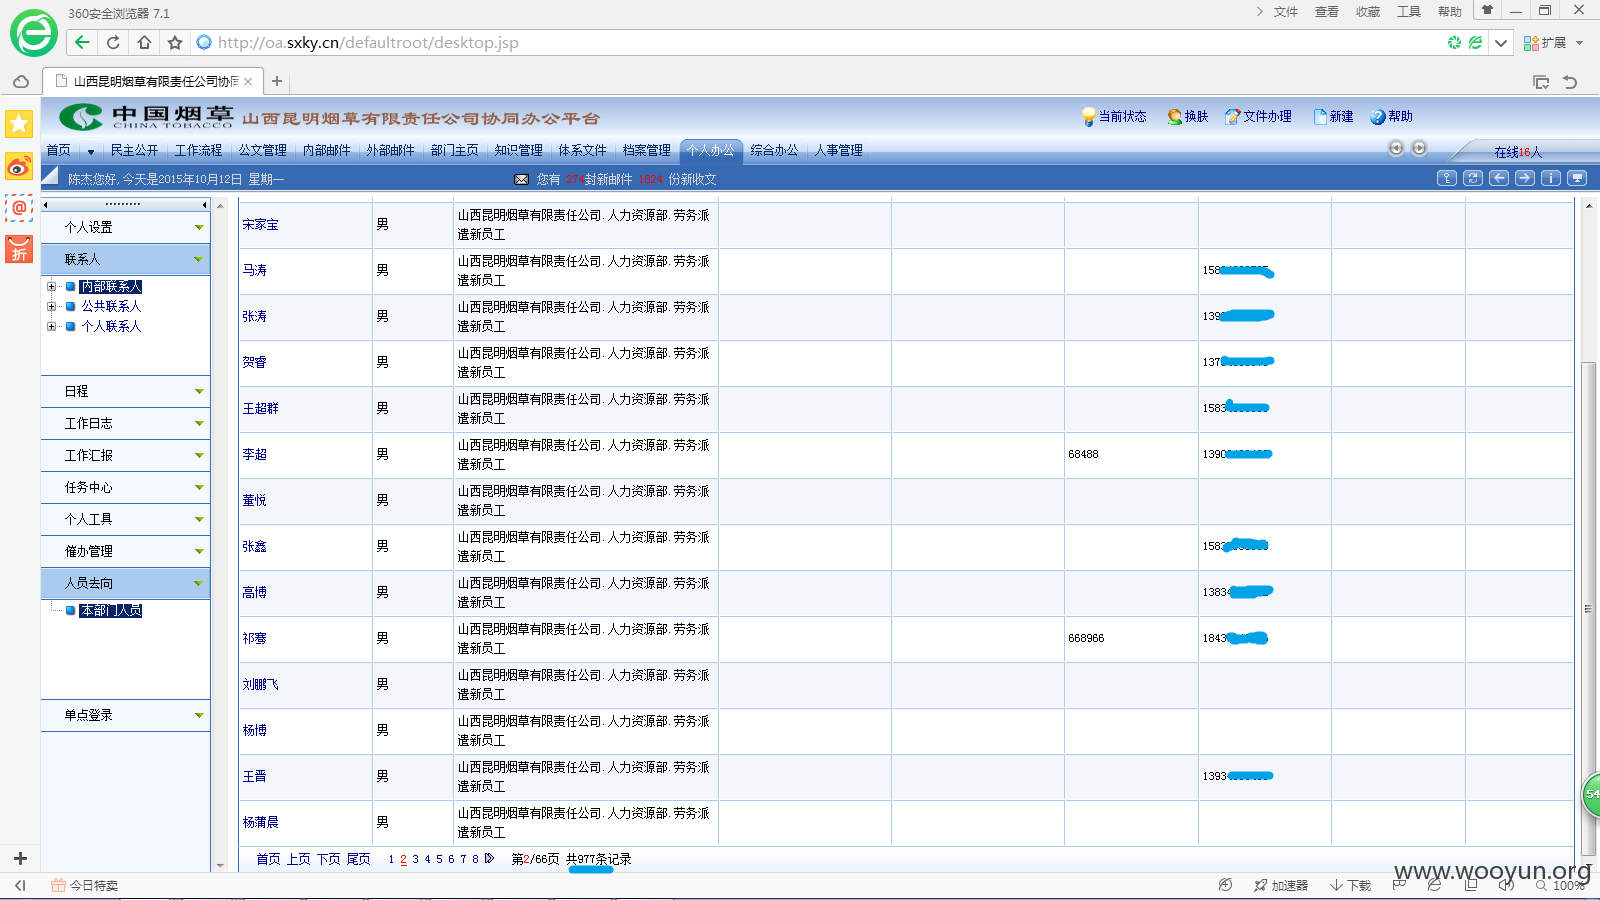 360安全浏览器 7.1
文件 查看 收藏 工具 帮助
http://oa.sxky.cn/defaultroot/desktop.jsp
扩展
山西昆明烟草有限责任公司协同
中国烟草
CHINA TOBACCO
山西昆明烟草有限责任公司协同办公平台
当前状态 换肤 文件办理 新建 帮助
首页 民主公开 工作流程 公文管理 内部邮件 外部邮件 部门主页 知识管理 体系文件 档案管理 个人办公 综合办公 人事管理
在线16人
陈杰您好,今天是2015年10月12日 星期一
您有 274封新邮件 1824 份新收文
折
个人设置
联系人
内部联系人
公共联系人
个人联系人
日程
工作日志
工作汇报
任务中心
个人工具
催办管理
人员去向
本部门人员
单点登录
宋家宝 男 山西昆明烟草有限责任公司.人力资源部.劳务派
遣新员工
马涛 男 山西昆明烟草有限责任公司.人力资源部.劳务派 158
遣新员工
张涛 男 山西昆明烟草有限责任公司.人力资源部.劳务派 139
遣新员工
贺睿 男 山西昆明烟草有限责任公司.人力资源部.劳务派 137
遣新员工
王超群 男 山西昆明烟草有限责任公司.人力资源部.劳务派 1583
遣新员工
李超 男 山西昆明烟草有限责任公司.人力资源部.劳务派 68488 1390
遣新员工
董悦 男 山西昆明烟草有限责任公司.人力资源部.劳务派
遣新员工
张鑫 男 山西昆明烟草有限责任公司.人力资源部.劳务派 1583
遣新员工
高博 男 山西昆明烟草有限责任公司.人力资源部.劳务派 1383
遣新员工
祁骞 男 山西昆明烟草有限责任公司.人力资源部.劳务派 668966 1843
遣新员工
刘鹏飞 男 山西昆明烟草有限责任公司.人力资源部.劳务派
遣新员工
杨博 男 山西昆明烟草有限责任公司.人力资源部.劳务派
遣新员工
王晋 男 山西昆明烟草有限责任公司.人力资源部.劳务派 1393
遣新员工
杨蒲晨 男 山西昆明烟草有限责任公司.人力资源部.劳务派
遣新员工
首页 上页 下页 尾页 1 2 3 4 5 6 7 8 第2/66页 共977条记录
54
www.wooyun.org
今日特卖
加速器 下载 100%